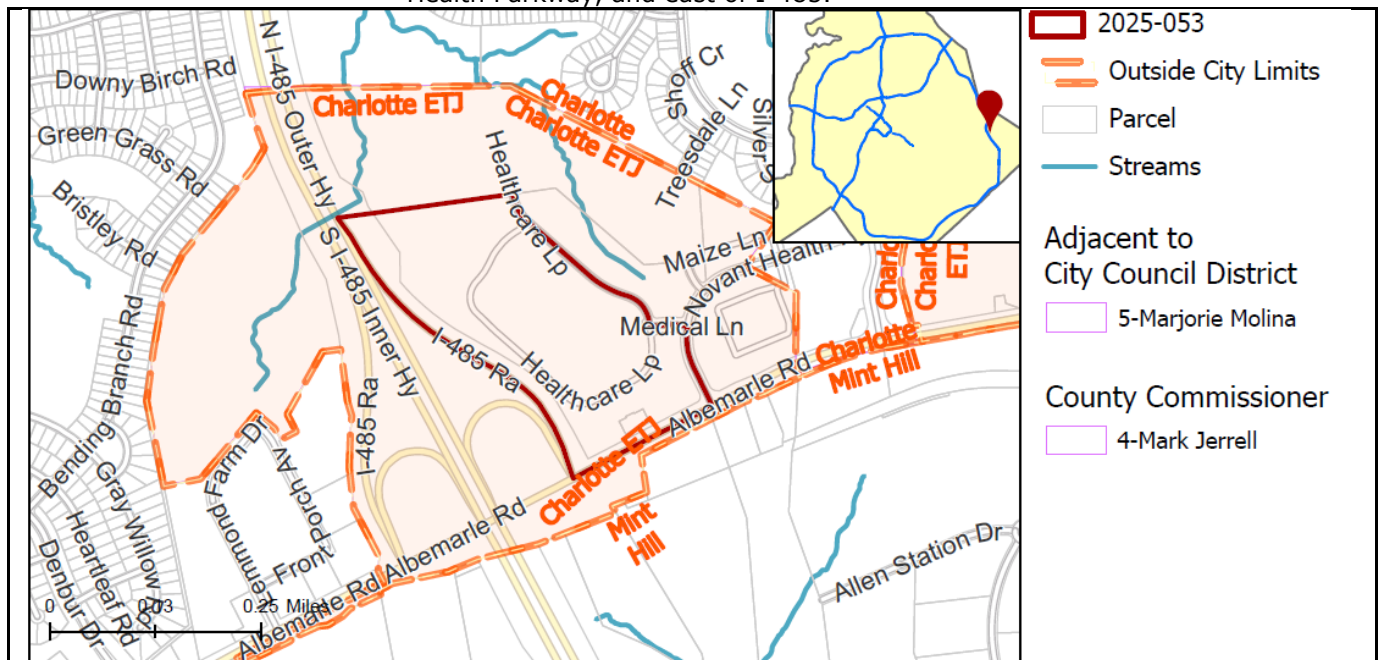 Health Parkway, and east of I-485.
2025-053
Outside City Limits
Parcel
Streams
Adjacent to
City Council District
5-Marjorie Molina
County Commissioner
4-Mark Jerrell
Downy Birch Rd
Green Grass Rd
Bristley Rd
Bending Branch Rd
Gray Willow Rd
Heartleaf Rd
Denbur Dr
N I-485 Outer Hy
S I-485 Inner Hy
I-485 Ra
I-485 Ra
Charlotte ETJ
Charlotte
Charlotte ETJ
Shoff Cr
Treesdale Ln
Silver S
Healthcare Lp
Healthcare Lp
Maize Ln
Novant Health
Medical Ln
Albemarle Rd
Charlotte
Mint Hill
ETJ
Charlotte ETJ
Mint
Hill
Farm Dr
Porch Av
Front
Albemarle Rd
Albemarle Rd
Allen Station Dr
0
0.25 Miles